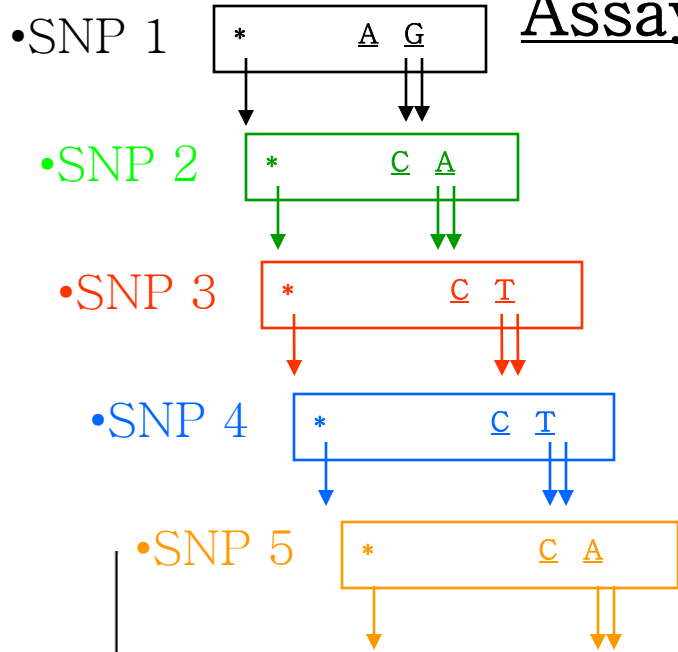 Assay
•SNP 1 * A G
•SNP 2 * C A
•SNP 3 * C T
•SNP 4 * C T
•SNP 5 * C A